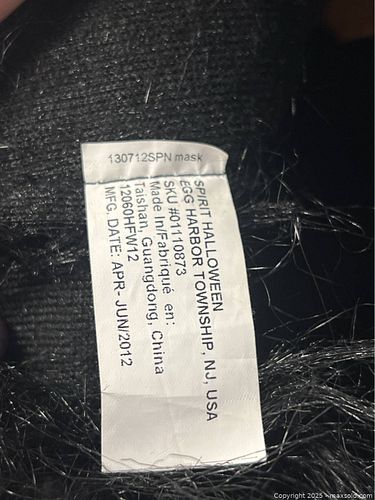 130712SPN mask
SPIRIT HALLOWEEN
EGG HARBOR TOWNSHIP, NJ, USA
SKU #01110873
Made In/Fabriqué en:
Taishan, Guangdong, China
12060HFW12
MFG. DATE: APR- JUN/2012
Copyright 2025 - maxsold.com